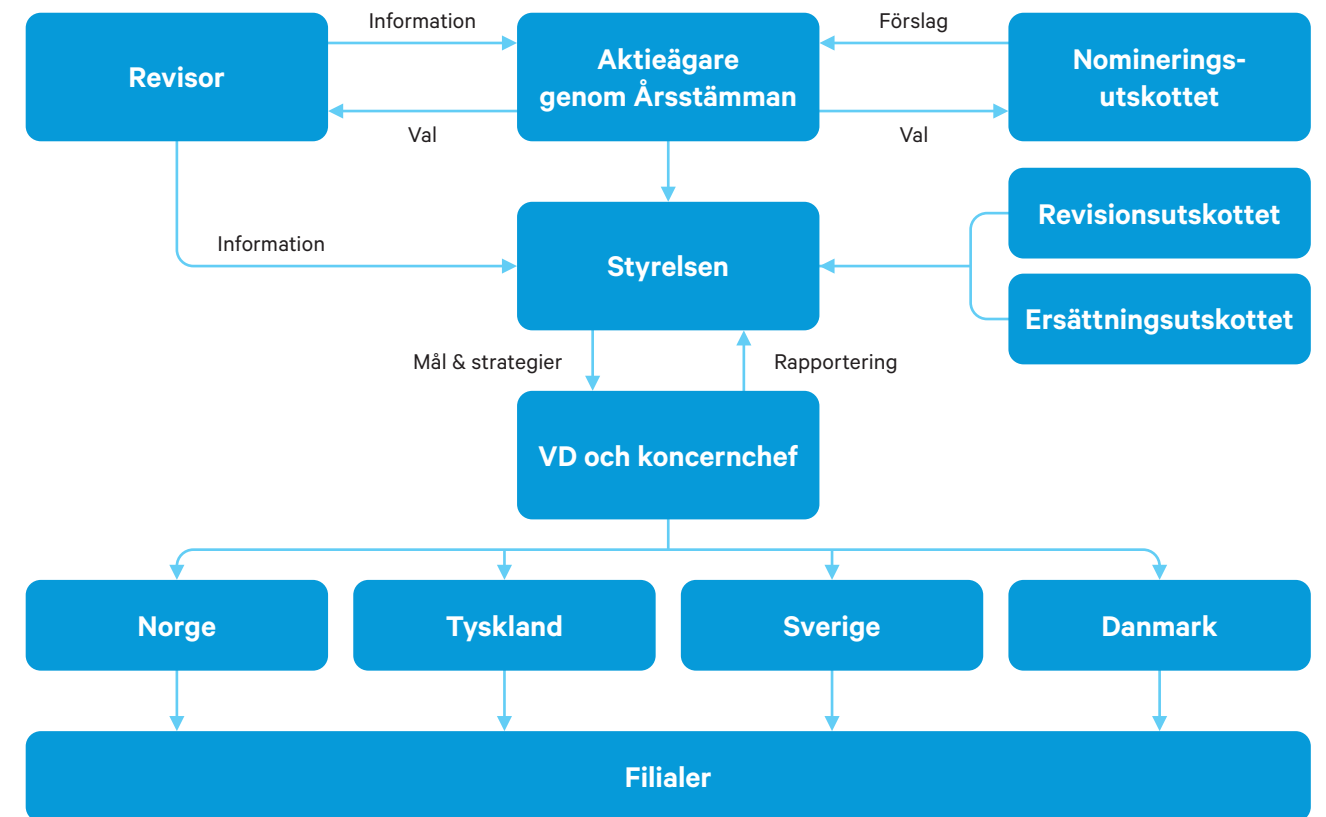 Information
Förslag
Revisor
Aktieägare
genom Årsstämman
Nominerings-
utskottet
Val
Val
Revisionsutskottet
Information
Styrelsen
Ersättningsutskottet
Mål & strategier
Rapportering
VD och koncernchef
Norge
Tyskland
Sverige
Danmark
Filialer